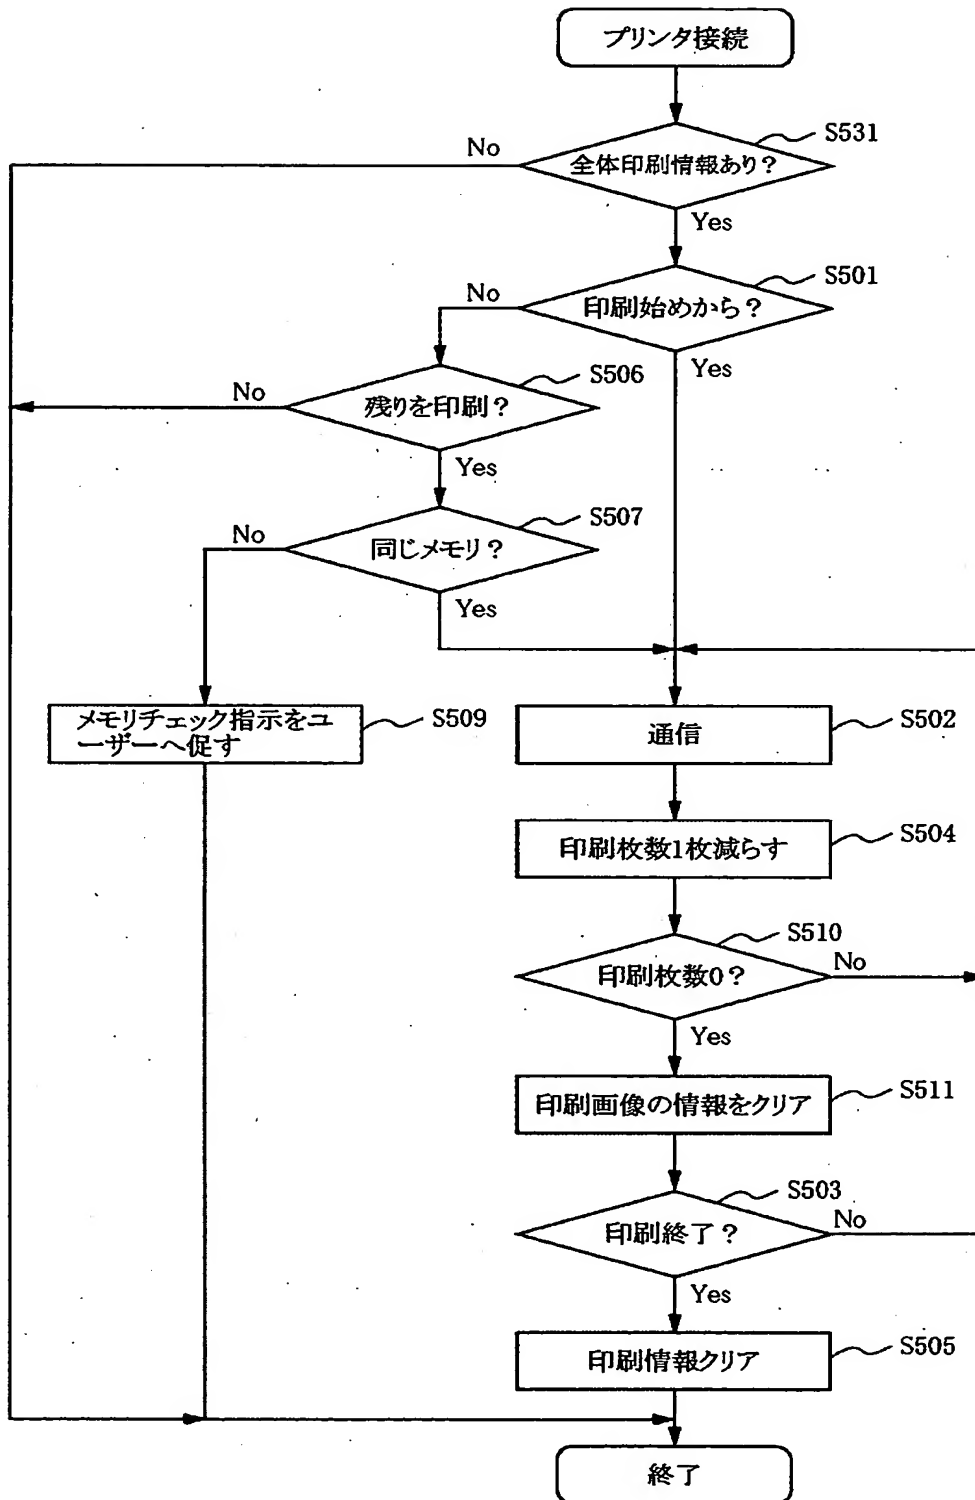 プリンタ接続
S531
No
全体印刷情報あり?
Yes
S501
No
印刷始めから?
Yes
S506
No
残りを印刷?
Yes
S507
No
同じメモリ?
Yes
メモリチェック指示をユ
ーザーへ促す
S509
通信
S502
印刷枚数1枚減らす
S504
S510
印刷枚数0?
No
Yes
印刷画像の情報をクリア
S511
S503
印刷終了?
No
Yes
印刷情報クリア
S505
終了